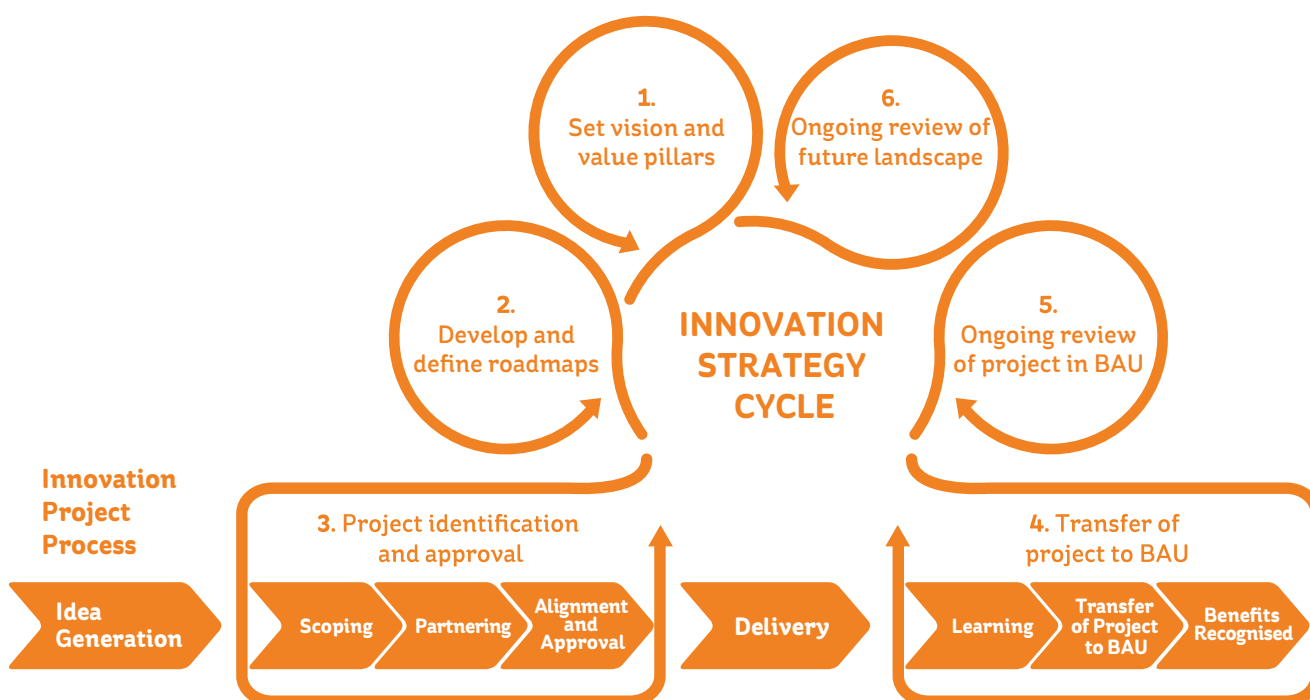 1.
Set vision and
value pillars
6.
Ongoing review of
future landscape
2.
Develop and
define roadmaps
INNOVATION
STRATEGY
CYCLE
5.
Ongoing review
of project in BAU
Innovation
Project
Process
3. Project identification
and approval
4. Transfer of
project to BAU
Idea
Generation
Scoping
Partnering
Alignment
and
Approval
Delivery
Learning
Transfer
of Project
to BAU
Benefits
Recognised